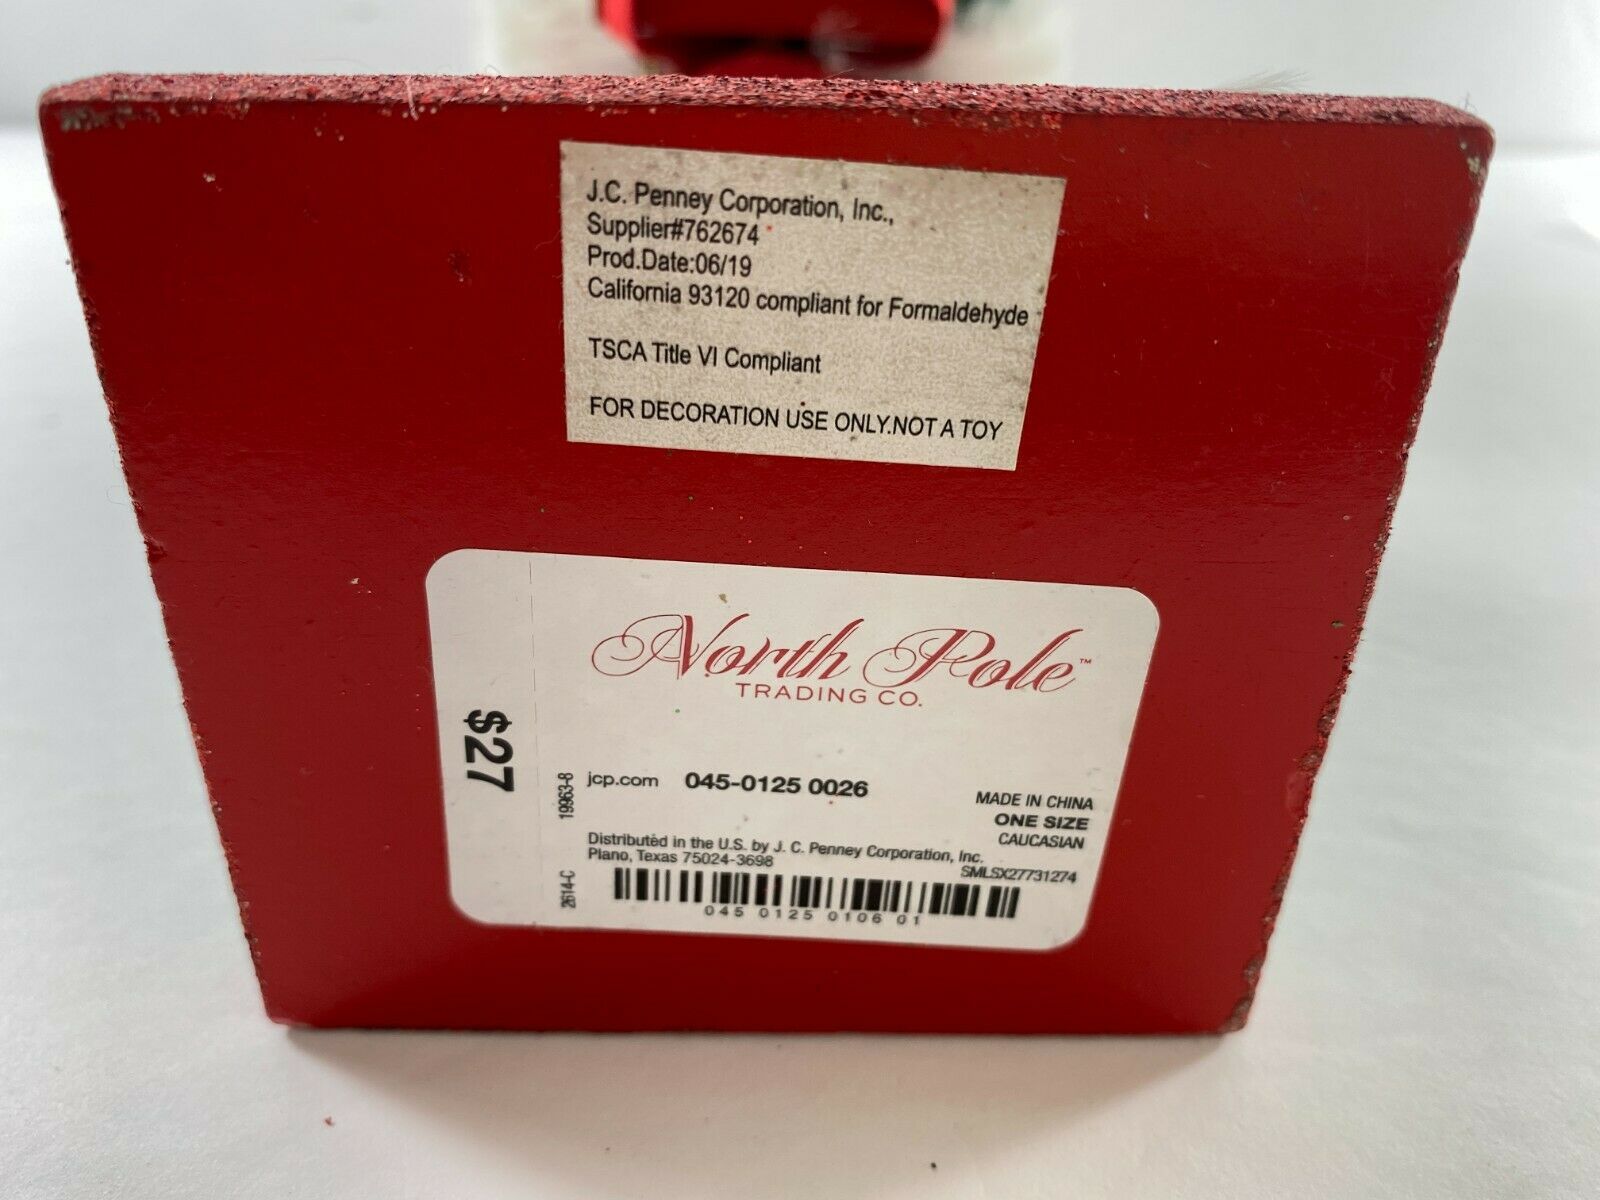 J.C. Penney Corporation, Inc.,
Supplier#762674
Prod.Date:06/19
California 93120 compliant for Formaldehyde
TSCA Title VI Compliant
FOR DECORATION USE ONLY.NOT A TOY
North Pole™
TRADING CO.
$27
19963-8
2614-C
jcp.com 045-0125 0026
MADE IN CHINA
ONE SIZE
CAUCASIAN
Distributed in the U.S. by J. C. Penney Corporation, Inc.
Plano, Texas 75024-3698
SMLSX27731274
045 0125 0106 01